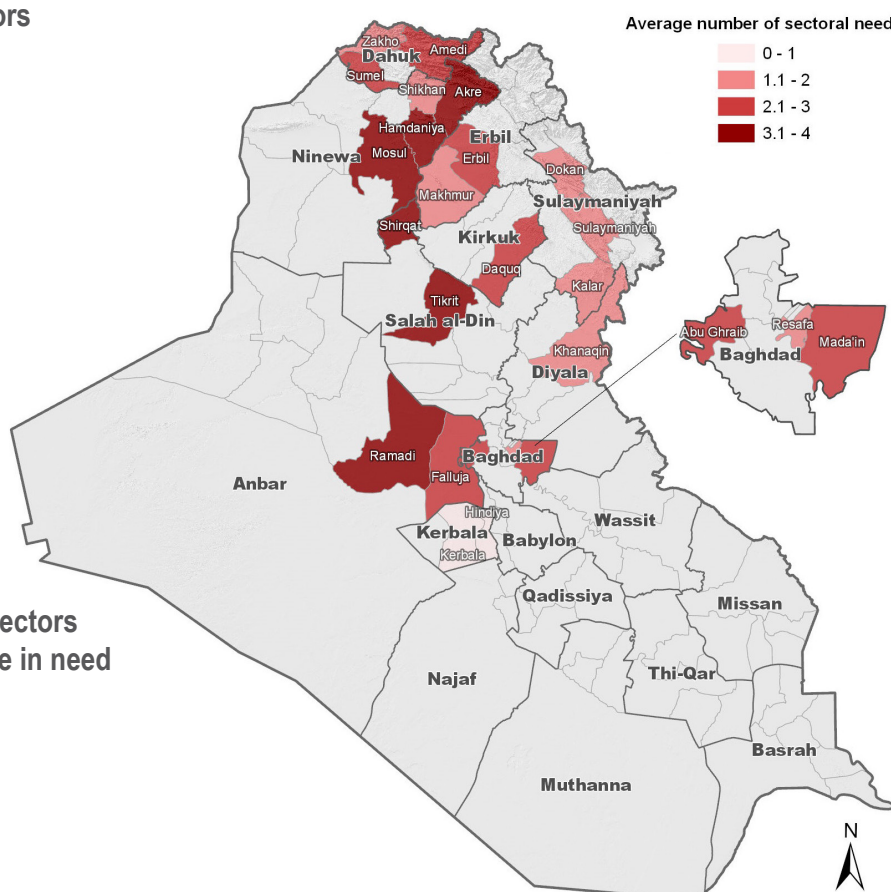 ors
Average number of sectoral need
0 - 1
1.1 - 2
2.1 - 3
3.1 - 4
Zakho
Amedi
Dahuk
Sumel
Shikhan
Akre
Hamdaniya
Erbil
Mosul
Ninewa
Erbil
Makhmur
Dokan
Sulaymaniyah
Shirqat
Sulaymaniyah
Kirkuk
Daquq
Kalar
Tikrit
Salah al-Din
Abu Ghraib
Resafa
Mada'in
Baghdad
Khanaqin
Diyala
Ramadi
Baghdad
Falluja
Anbar
Hindiya
Wassit
Kerbala
Babylon
Kerbala
Qadissiya
Missan
ectors
e in need
Najaf
Thi-Qar
Basrah
Muthanna
N